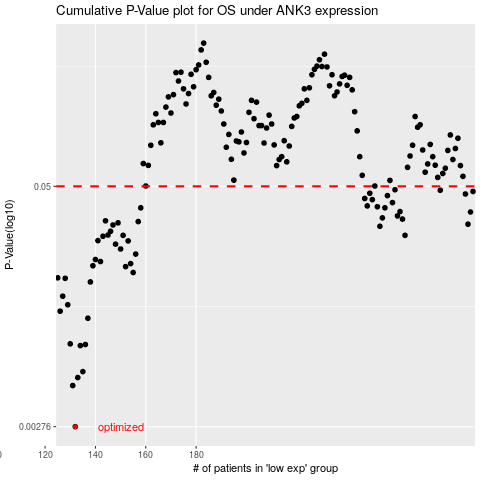 Cumulative P-Value plot for OS under ANK3 expression
P-Value(log10)
0.05
0.00276
optimized
0 120 140 160 180
# of patients in 'low exp' group